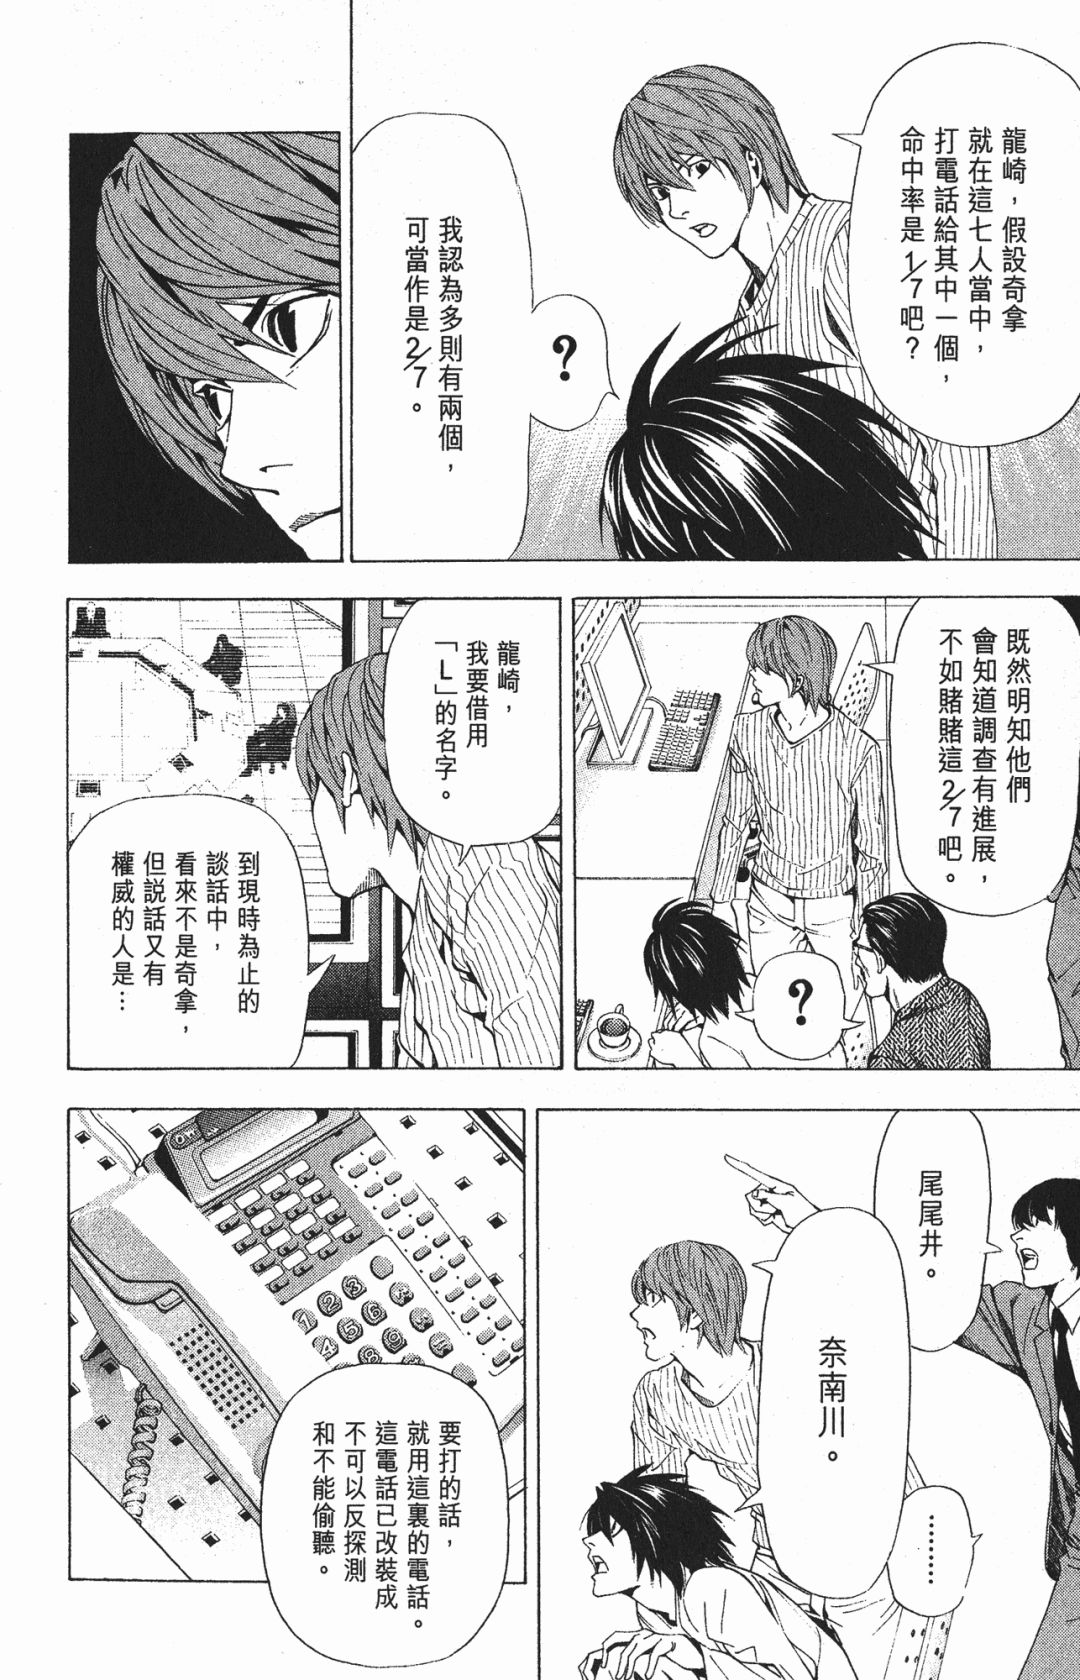 龍崎，假設奇拿
就在這七人當中，
打電話給其中一個，
命中率是1/7吧？
？
我認為多則有兩個，
可當作是2/7。
既然明知他們
會知道調查有進展，
不如賭賭這2/7吧。
？
龍崎，
我要借用
「L」的名字。
到現時為止的
談話中，
看來不是奇拿，
但説話又有
權威的人是…
尾尾井。
奈南川。
………
要打的話，
就用這裏的電話。
這電話已改裝成
不可以反探測
和不能偷聽。